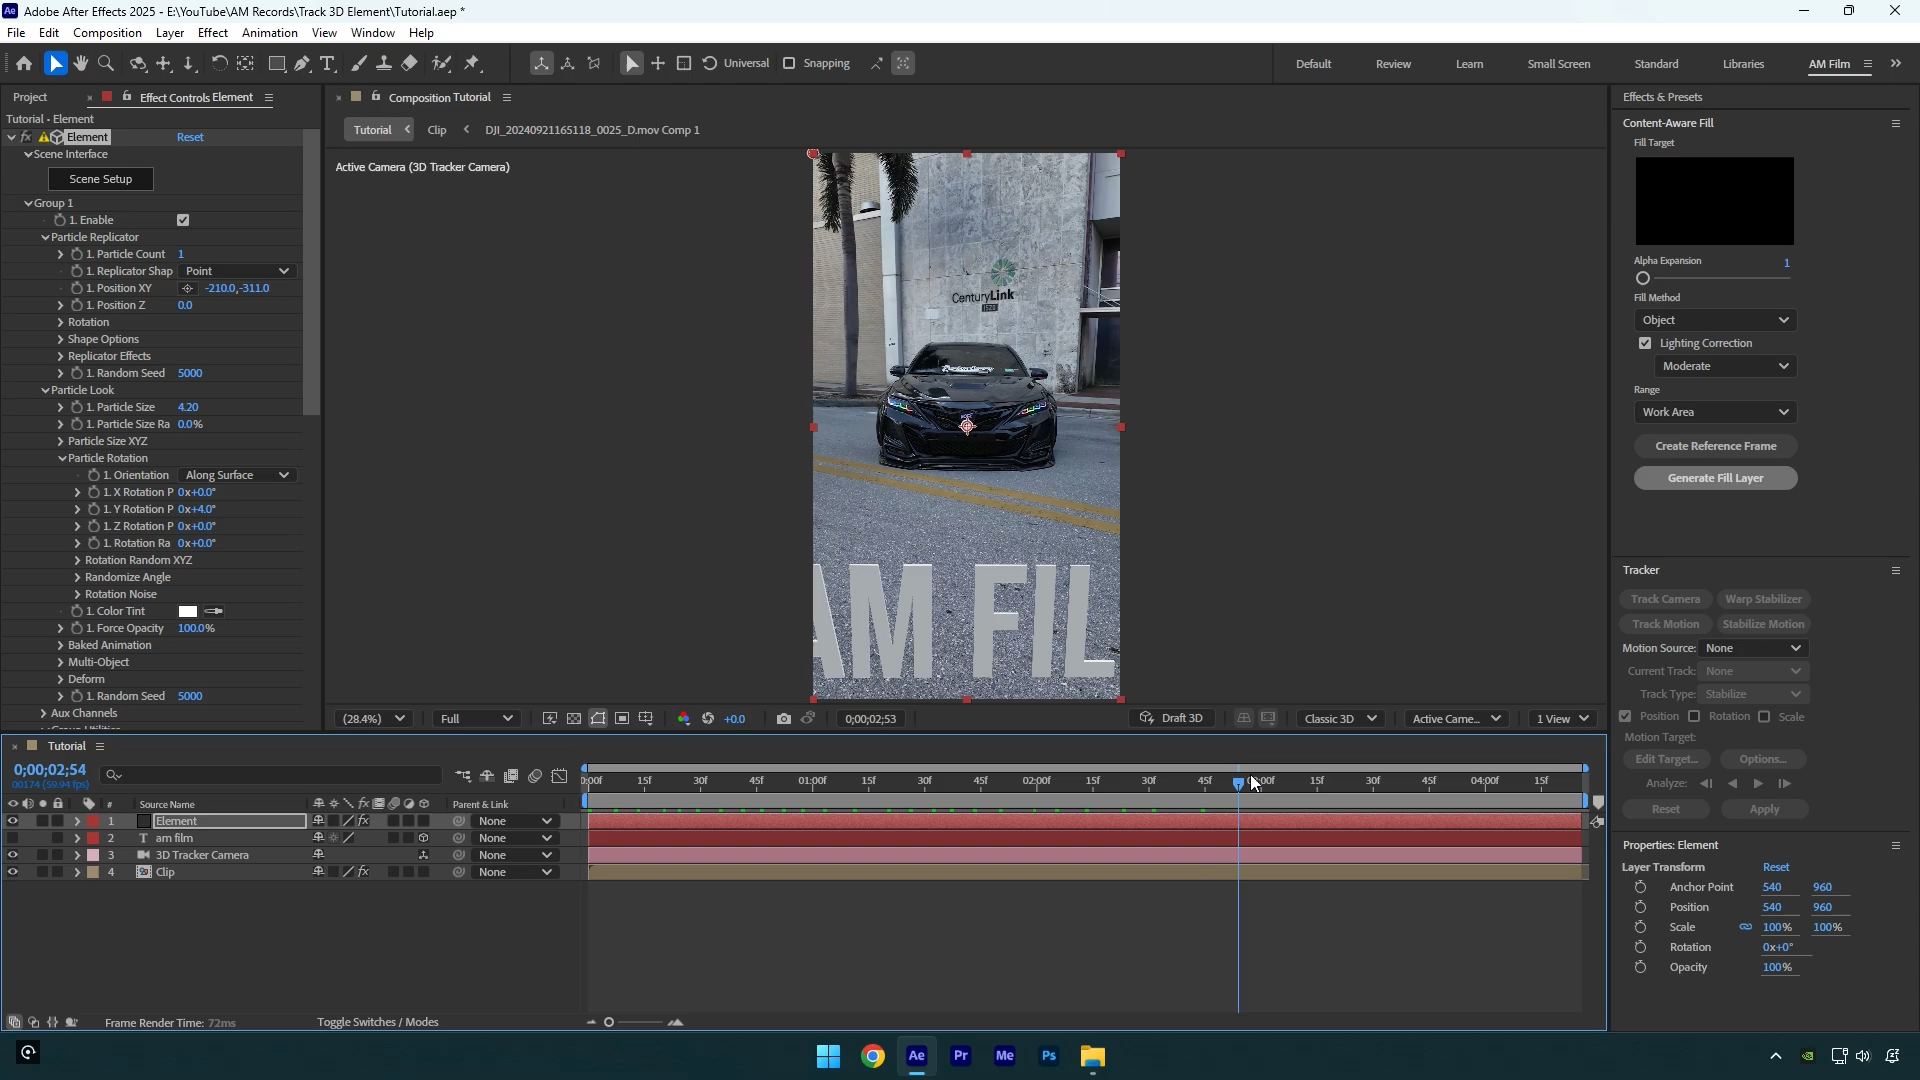 Adobe After Effects 2025 - E:\YouTube\AM Records\Track 3D Element\Tutorial.aep *
File Edit Composition Layer Effect Animation View Window Help
Universal Snapping Default Review Learn Small Screen Standard Libraries AM Film
Project Effect Controls Element
Tutorial - Element
Element Reset
Scene Interface
Scene Setup
Group 1
1. Enable
Particle Replicator
1. Particle Count 1
1. Replicator Shap Point
1. Position XY -210.0,-311.0
1. Position Z 0.0
Rotation
Shape Options
Replicator Effects
1. Random Seed 5000
Particle Look
1. Particle Size 4.20
1. Particle Size Ra 0.0%
Particle Size XYZ
Particle Rotation
1. Orientation Along Surface
1. X Rotation P 0x+0.0°
1. Y Rotation P 0x+4.0°
1. Z Rotation P 0x+0.0°
1. Rotation Ra 0x+0.0°
Rotation Random XYZ
Randomize Angle
Rotation Noise
1. Color Tint
1. Force Opacity 100.0%
Baked Animation
Multi-Object
Deform
1. Random Seed 5000
Aux Channels
Composition Tutorial
Tutorial Clip DJI_20240921165118_0025_D.mov Comp 1
Active Camera (3D Tracker Camera)
CenturyLink
AM FIL
(28.4%) Full +0.0 0;00;02;53 Draft 3D Classic 3D Active Came... 1 View
Effects & Presets
Content-Aware Fill
Fill Target
Alpha Expansion 1
Fill Method
Object
Lighting Correction
Moderate
Range
Work Area
Create Reference Frame
Generate Fill Layer
Tracker
Track Camera Warp Stabilizer
Track Motion Stabilize Motion
Motion Source: None
Current Track: None
Track Type: Stabilize
Position Rotation Scale
Motion Target:
Edit Target... Options...
Analyze:
Reset Apply
Properties: Element
Layer Transform Reset
Anchor Point 540 960
Position 540 960
Scale 100% 100%
Rotation 0x+0°
Opacity 100%
Tutorial
0;00;02;54
00174 (59.94 fps)
0:00f 15f 30f 45f 01:00f 15f 30f 45f 02:00f 15f 30f 45f 15f 30f 45f 04:00f 15f
# Source Name Parent & Link
1 Element None
2 T am film None
3 3D Tracker Camera None
4 Clip None
Frame Render Time: 72ms Toggle Switches / Modes
Ae Pr Me Ps